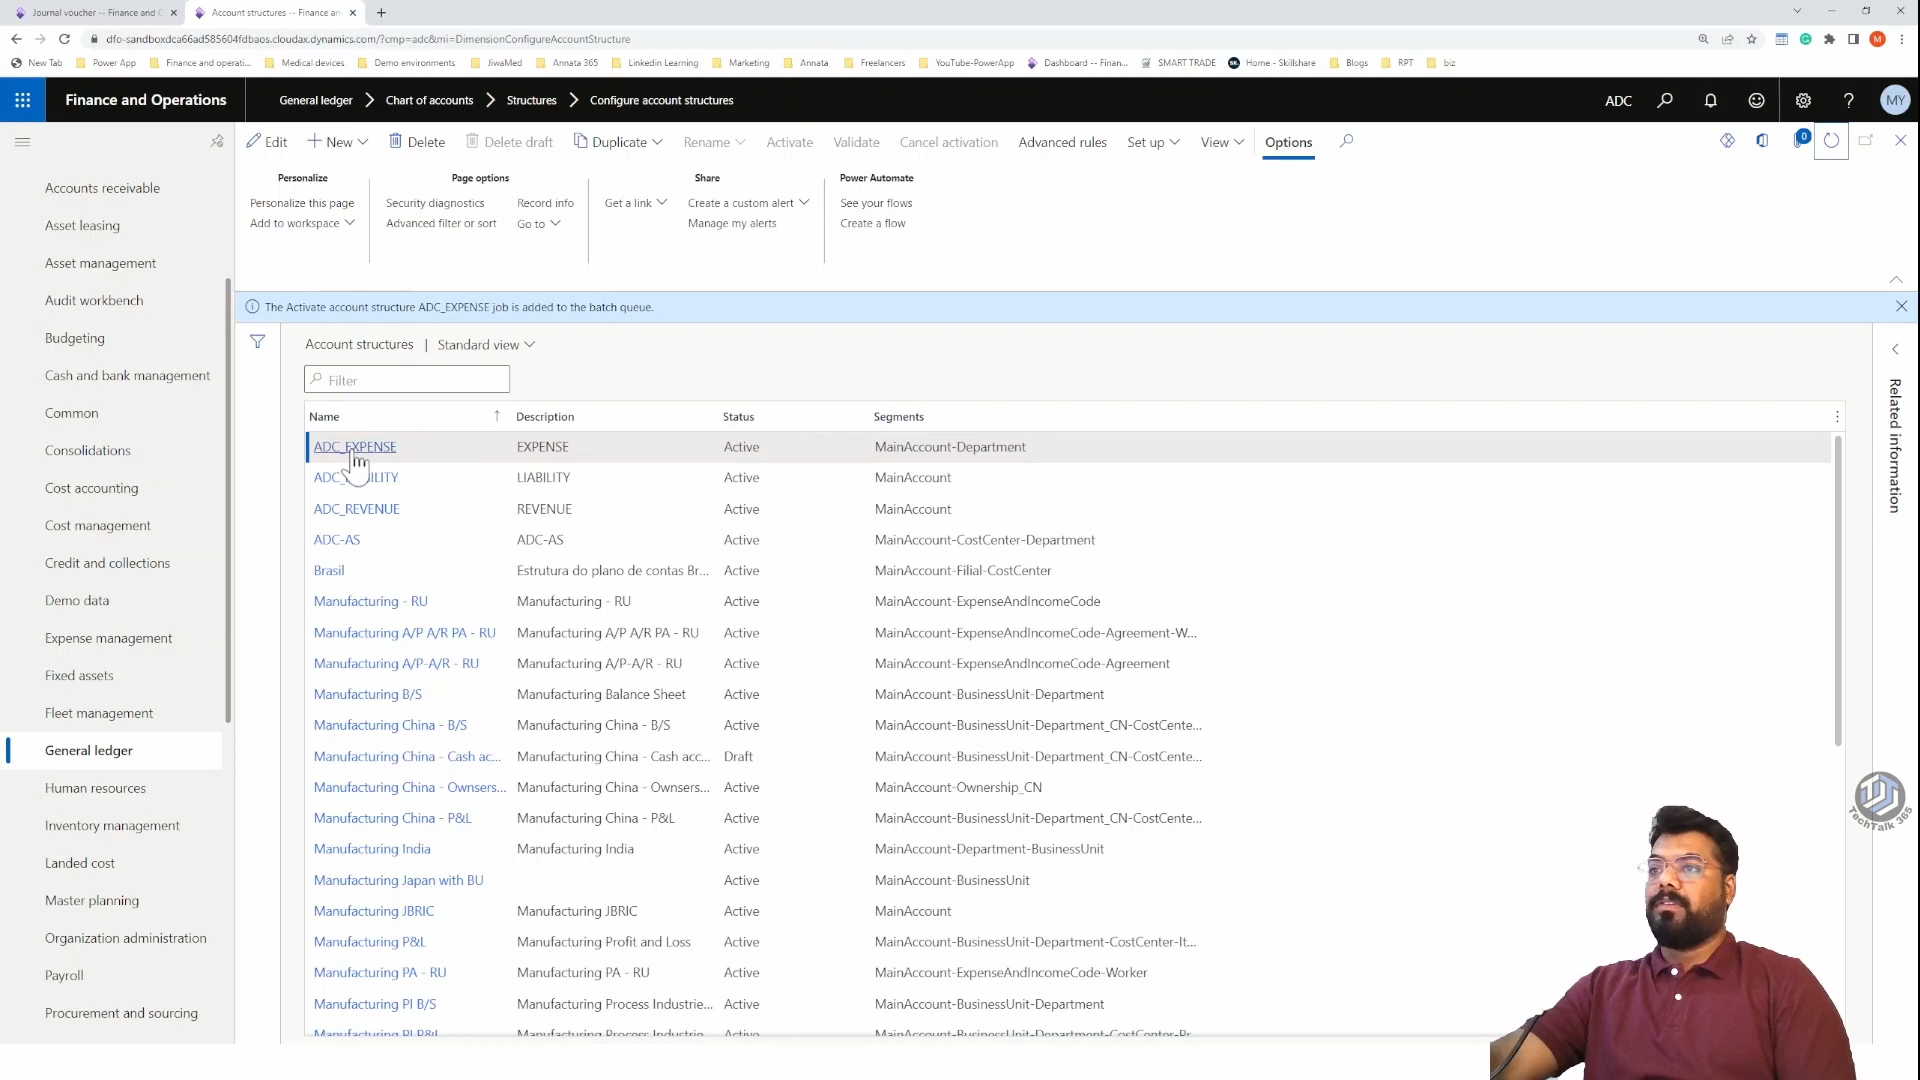 Journal voucher -- Finance and O
Account structures -- Finance an
dfo-sandboxdca66ad585604fdbaos.cloudax.dynamics.com/?cmp=adc&mi=DimensionConfigureAccountStructure
New Tab
Power App
Finance and operati...
Medical devices
Demo environments
JiwaMed
Annata 365
Linkedin Learning
Marketing
Annata
Freelancers
YouTube-PowerApp
Dashboard -- Finan...
SMART TRADE
Home - Skillshare
Blogs
RPT
biz
Finance and Operations
General ledger
Chart of accounts
Structures
Configure account structures
ADC
MY
Edit
New
Delete
Delete draft
Duplicate
Rename
Activate
Validate
Cancel activation
Advanced rules
Set up
View
Options
0
Personalize
Personalize this page
Add to workspace
Page options
Security diagnostics
Advanced filter or sort
Record info
Go to
Share
Get a link
Create a custom alert
Manage my alerts
Power Automate
See your flows
Create a flow
Accounts receivable
Asset leasing
Asset management
Audit workbench
Budgeting
Cash and bank management
Common
Consolidations
Cost accounting
Cost management
Credit and collections
Demo data
Expense management
Fixed assets
Fleet management
General ledger
Human resources
Inventory management
Landed cost
Master planning
Organization administration
Payroll
Procurement and sourcing
The Activate account structure ADC_EXPENSE job is added to the batch queue.
Account structures | Standard view
Filter
Name Description Status Segments
ADC_EXPENSE EXPENSE Active MainAccount-Department
LIABILITY Active MainAccount
ADC_REVENUE REVENUE Active MainAccount
ADC-AS ADC-AS Active MainAccount-CostCenter-Department
Brasil Estrutura do plano de contas Br... Active MainAccount-Filial-CostCenter
Manufacturing - RU Manufacturing - RU Active MainAccount-ExpenseAndIncomeCode
Manufacturing A/P A/R PA - RU Manufacturing A/P A/R PA - RU Active MainAccount-ExpenseAndIncomeCode-Agreement-W...
Manufacturing A/P-A/R - RU Manufacturing A/P-A/R - RU Active MainAccount-ExpenseAndIncomeCode-Agreement
Manufacturing B/S Manufacturing Balance Sheet Active MainAccount-BusinessUnit-Department
Manufacturing China - B/S Manufacturing China - B/S Active MainAccount-BusinessUnit-Department_CN-CostCente...
Manufacturing China - Cash ac... Manufacturing China - Cash acc... Draft MainAccount-BusinessUnit-Department_CN-CostCente...
Manufacturing China - Ownsers... Manufacturing China - Ownsers... Active MainAccount-Ownership_CN
Manufacturing China - P&L Manufacturing China - P&L Active MainAccount-BusinessUnit-Department_CN-CostCente...
Manufacturing India Manufacturing India Active MainAccount-Department-BusinessUnit
Manufacturing Japan with BU Active MainAccount-BusinessUnit
Manufacturing JBRIC Manufacturing JBRIC Active MainAccount
Manufacturing P&L Manufacturing Profit and Loss Active MainAccount-BusinessUnit-Department-CostCenter-It...
Manufacturing PA - RU Manufacturing PA - RU Active MainAccount-ExpenseAndIncomeCode-Worker
Manufacturing PI B/S Manufacturing Process Industrie... Active MainAccount-BusinessUnit-Department
Manufacturing PI P&L Manufacturing Process Industrie... Active MainAccount-BusinessUnit-Department-CostCenter-Pr...
Related information
TechTalk 365